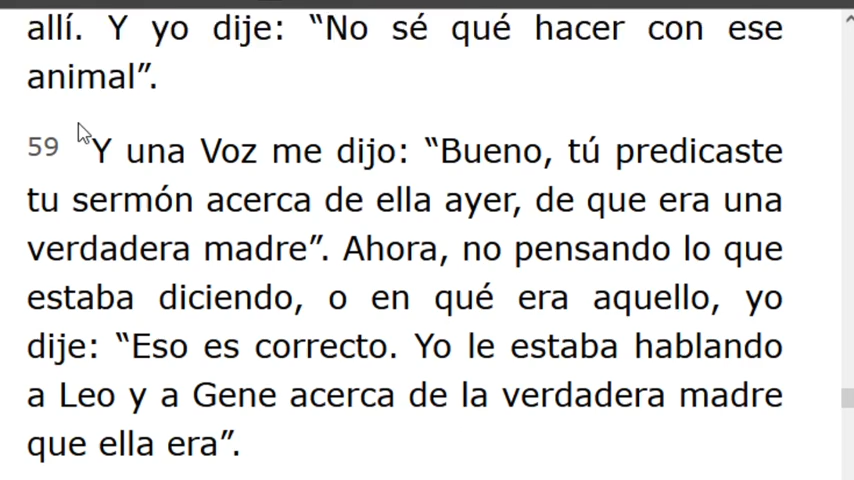 allí. Y yo dije: “No sé qué hacer con ese
animal”.
59 Y una Voz me dijo: “Bueno, tú predicaste
tu sermón acerca de ella ayer, de que era una
verdadera madre”. Ahora, no pensando lo que
estaba diciendo, o en qué era aquello, yo
dije: “Eso es correcto. Yo le estaba hablando
a Leo y a Gene acerca de la verdadera madre
que ella era”.